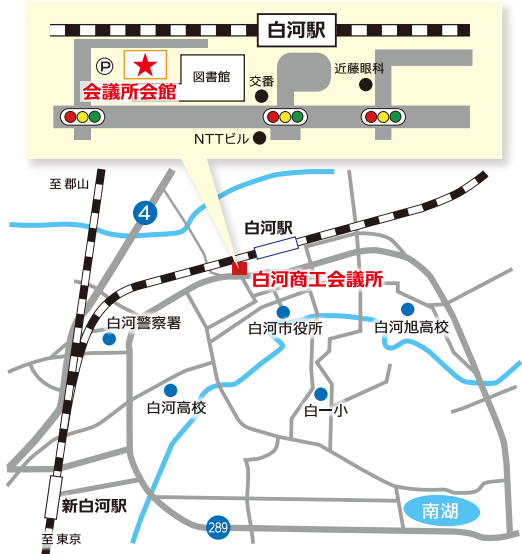 白河駅
P
図書館
交番
近藤眼科
会議所会館
NTTビル
至 郡山
4
白河駅
白河商工会議所
白河警察署
白河市役所
白河旭高校
白河高校
白一小
新白河駅
南湖
289
至 東京